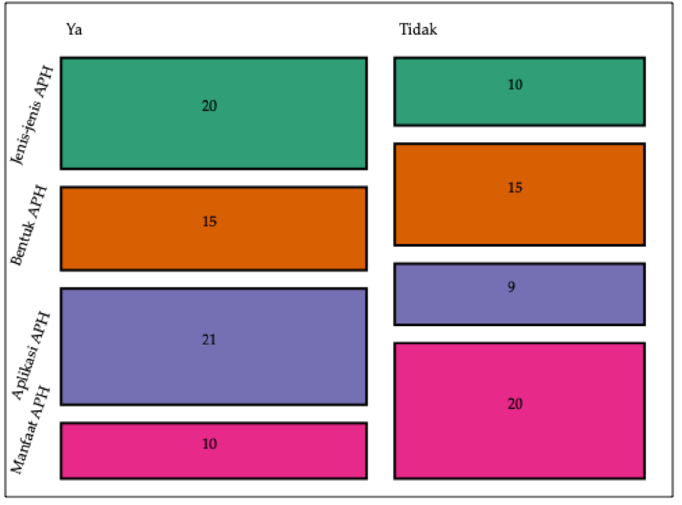 Ya
Tidak
Jenis-jenis APH
20
10
Bentuk APH
15
15
Aplikasi APH
21
9
Manfaat APH
10
20